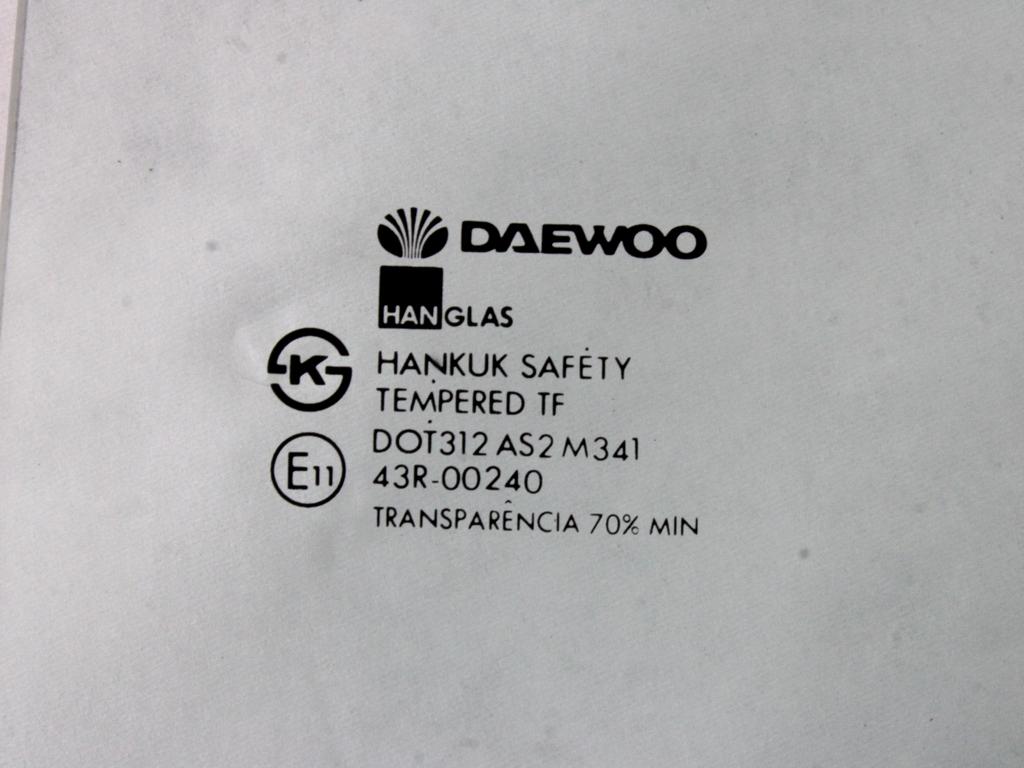 DAEWOO
HANGLAS
K
HANKUK SAFETY
TEMPERED TF
DOT312 AS2 M341
E11
43R-00240
TRANSPARÊNCIA 70% MIN